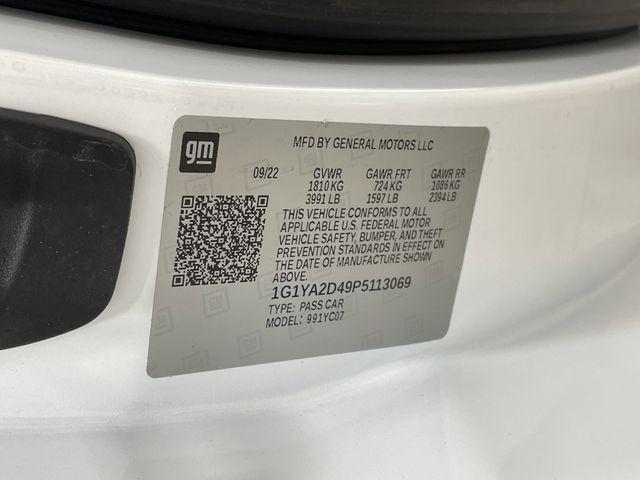 gm
MFD BY GENERAL MOTORS LLC
09/22 GVWR GAWR FRT GAWR RR
1810 KG 724 KG 1086 KG
3991 LB 1597 LB 2394 LB
THIS VEHICLE CONFORMS TO ALL
APPLICABLE U.S. FEDERAL MOTOR
VEHICLE SAFETY, BUMPER, AND THEFT
PREVENTION STANDARDS IN EFFECT ON
THE DATE OF MANUFACTURE SHOWN
ABOVE.
1G1YA2D49P5113069
TYPE: PASS CAR
MODEL: 991YC07